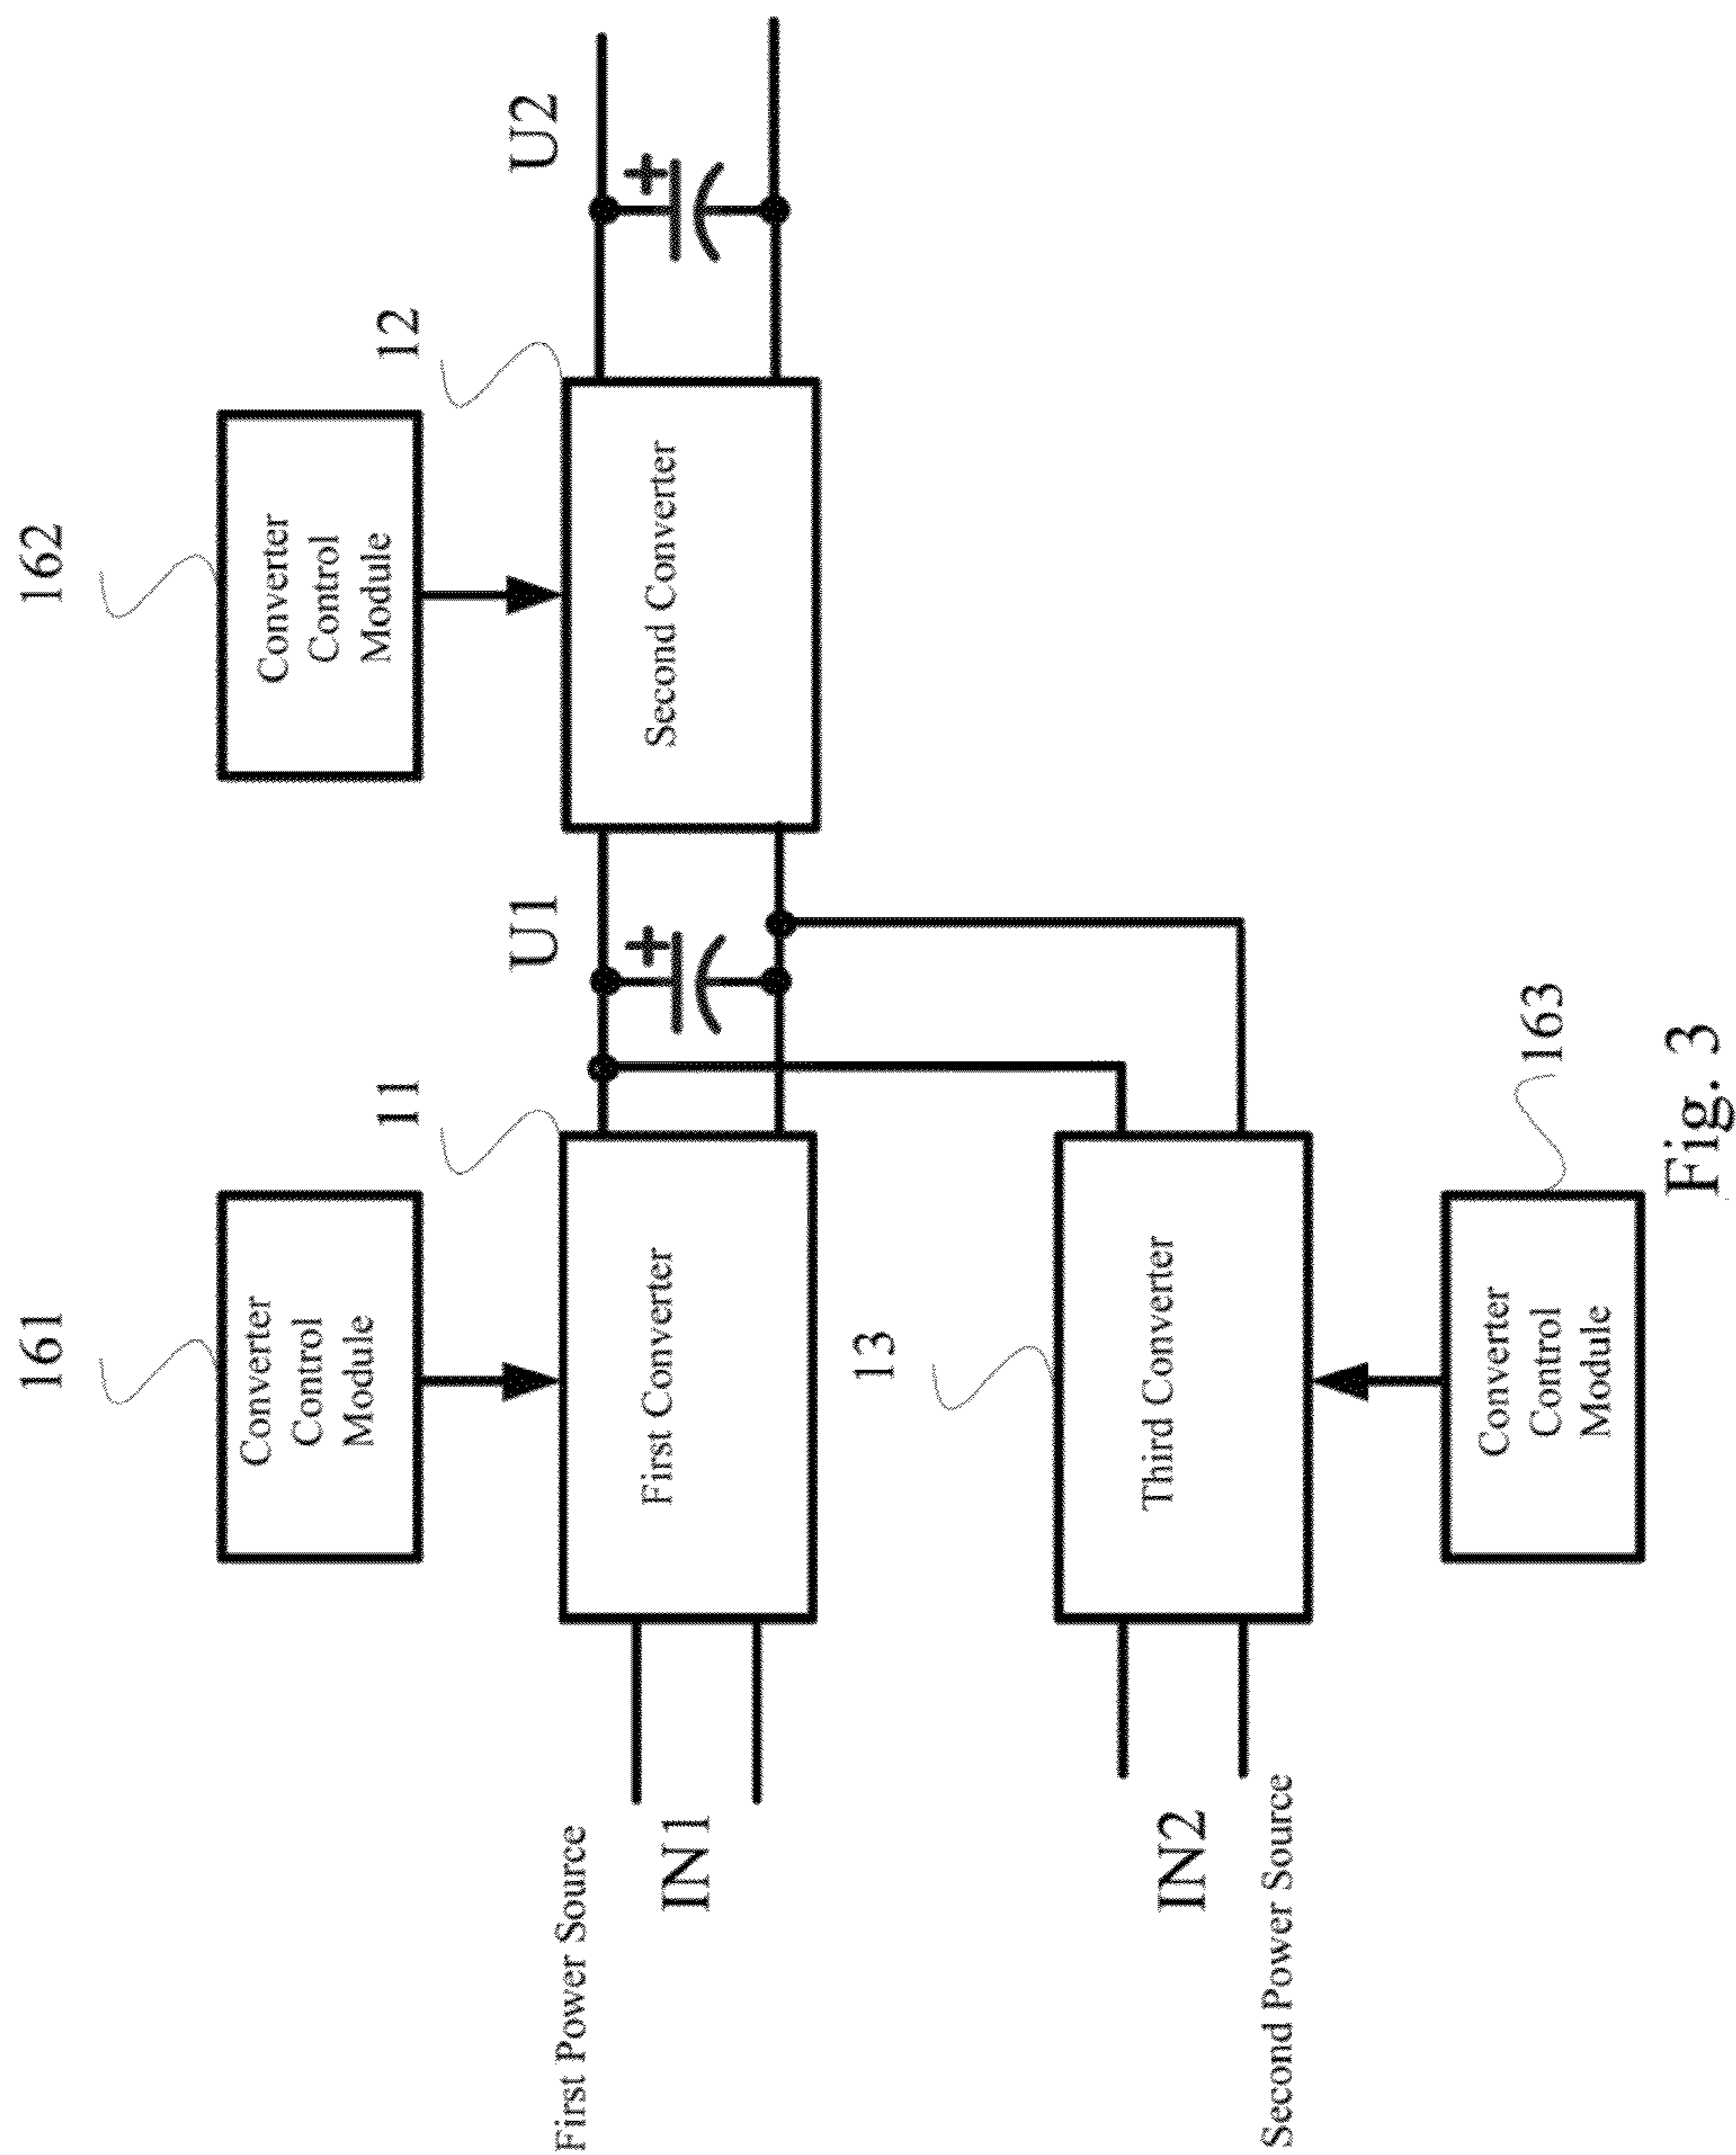 161
162
Converter
Control
Module
Converter
Control
Module
11
12
U1
U2
First Power Source
IN1
First Converter
Second Converter
13
IN2
Third Converter
Second Power Source
Converter
Control
Module
163
Fig. 3